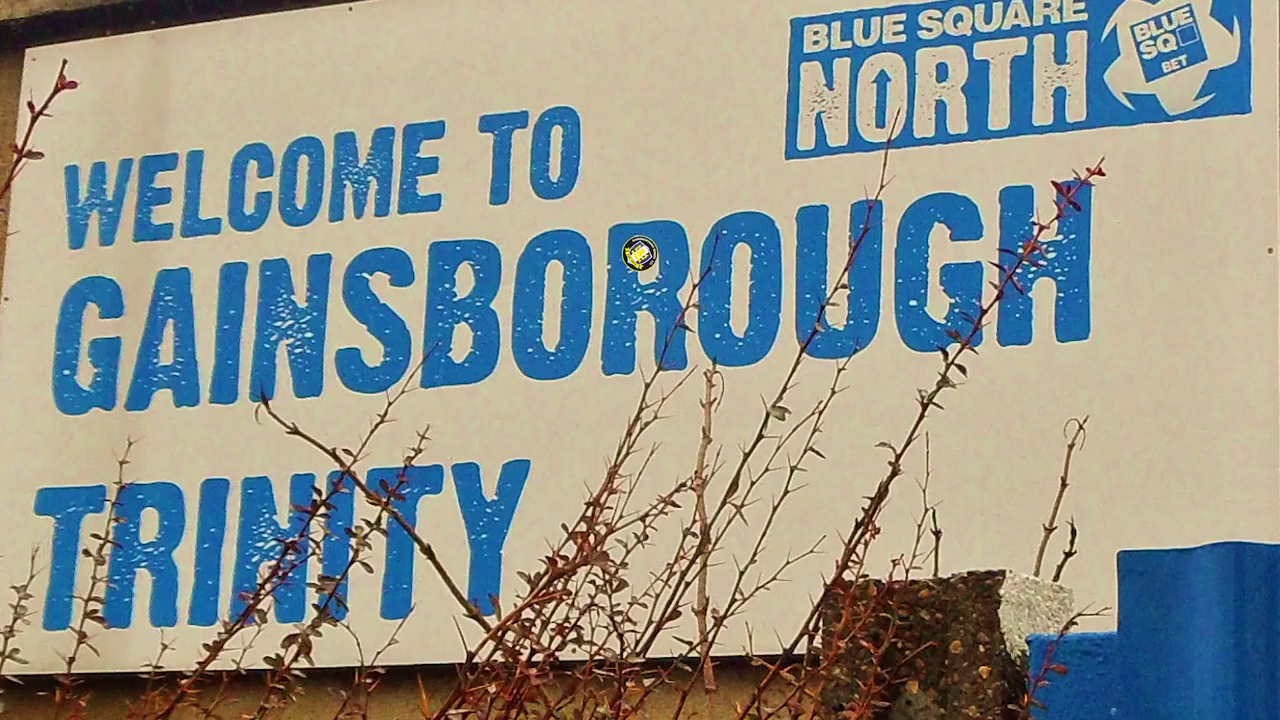 BLUE SQUARE
NORTH
BLUE
SQ
BET
WELCOME TO
GAINSBOROUGH
TRINITY